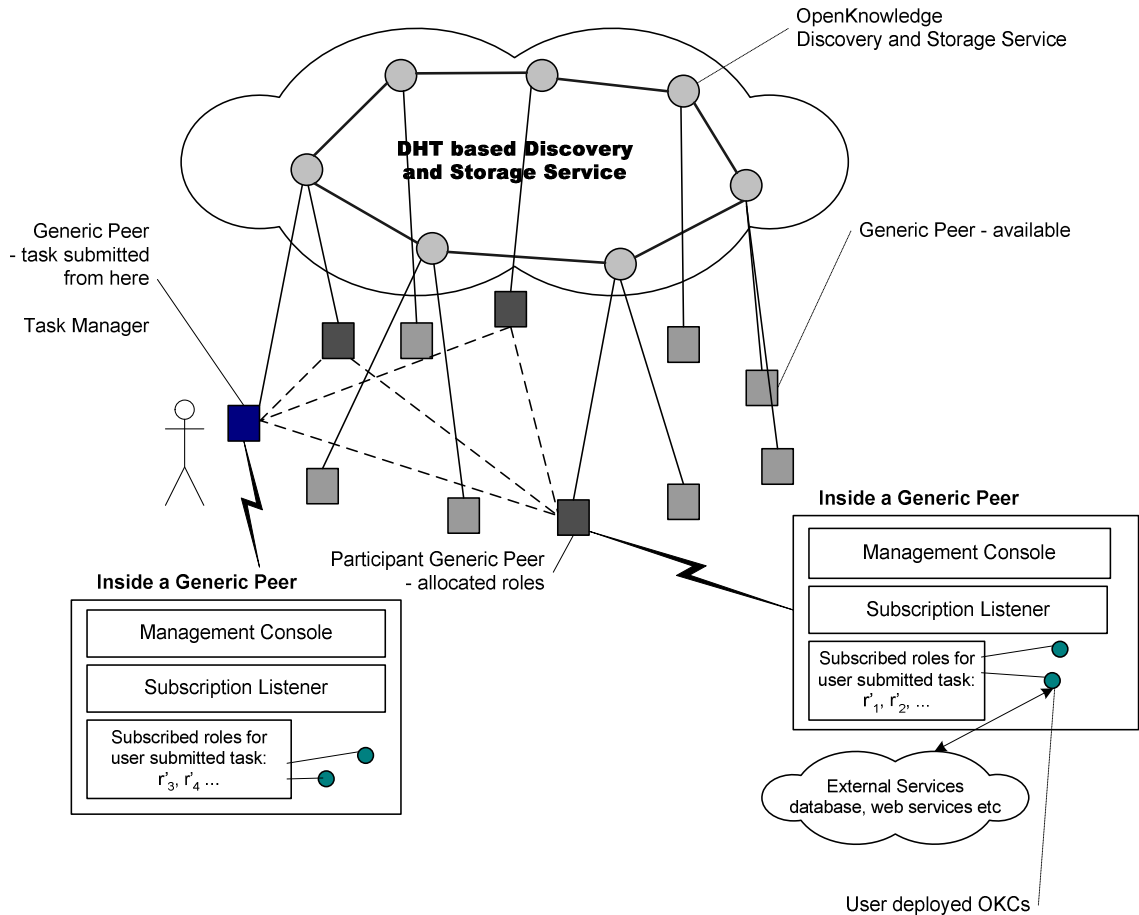 OpenKnowledge
Discovery and Storage Service
DHT based Discovery
and Storage Service
Generic Peer
- task submitted
from here
Task Manager
Generic Peer - available
Participant Generic Peer
- allocated roles
Inside a Generic Peer
Management Console
Subscription Listener
Subscribed roles for
user submitted task:
r'3, r'4 ...
Inside a Generic Peer
Management Console
Subscription Listener
Subscribed roles for
user submitted task:
r'1, r'2, ...
External Services
database, web services etc
User deployed OKCs